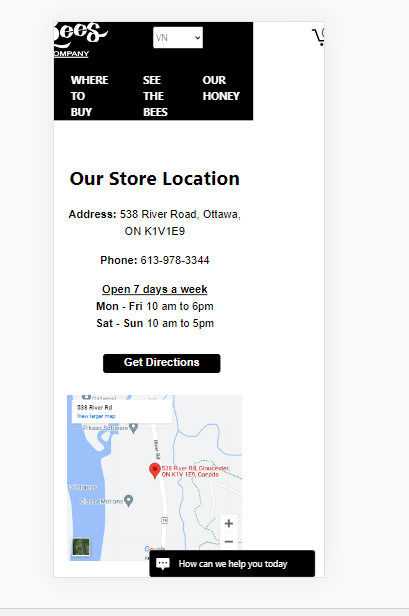 Bees
COMPANY
VN
WHERE TO BUY
SEE THE BEES
OUR HONEY
Our Store Location
Address: 538 River Road, Ottawa,
ON K1V1E9
Phone: 613-978-3344
Open 7 days a week
Mon - Fri 10 am to 6pm
Sat - Sun 10 am to 5pm
Get Directions
538 River Rd
View larger map
River Rd
538 River Rd, Gloucester,
ON K1V 1E9, Canada
19
Google
+
−
How can we help you today